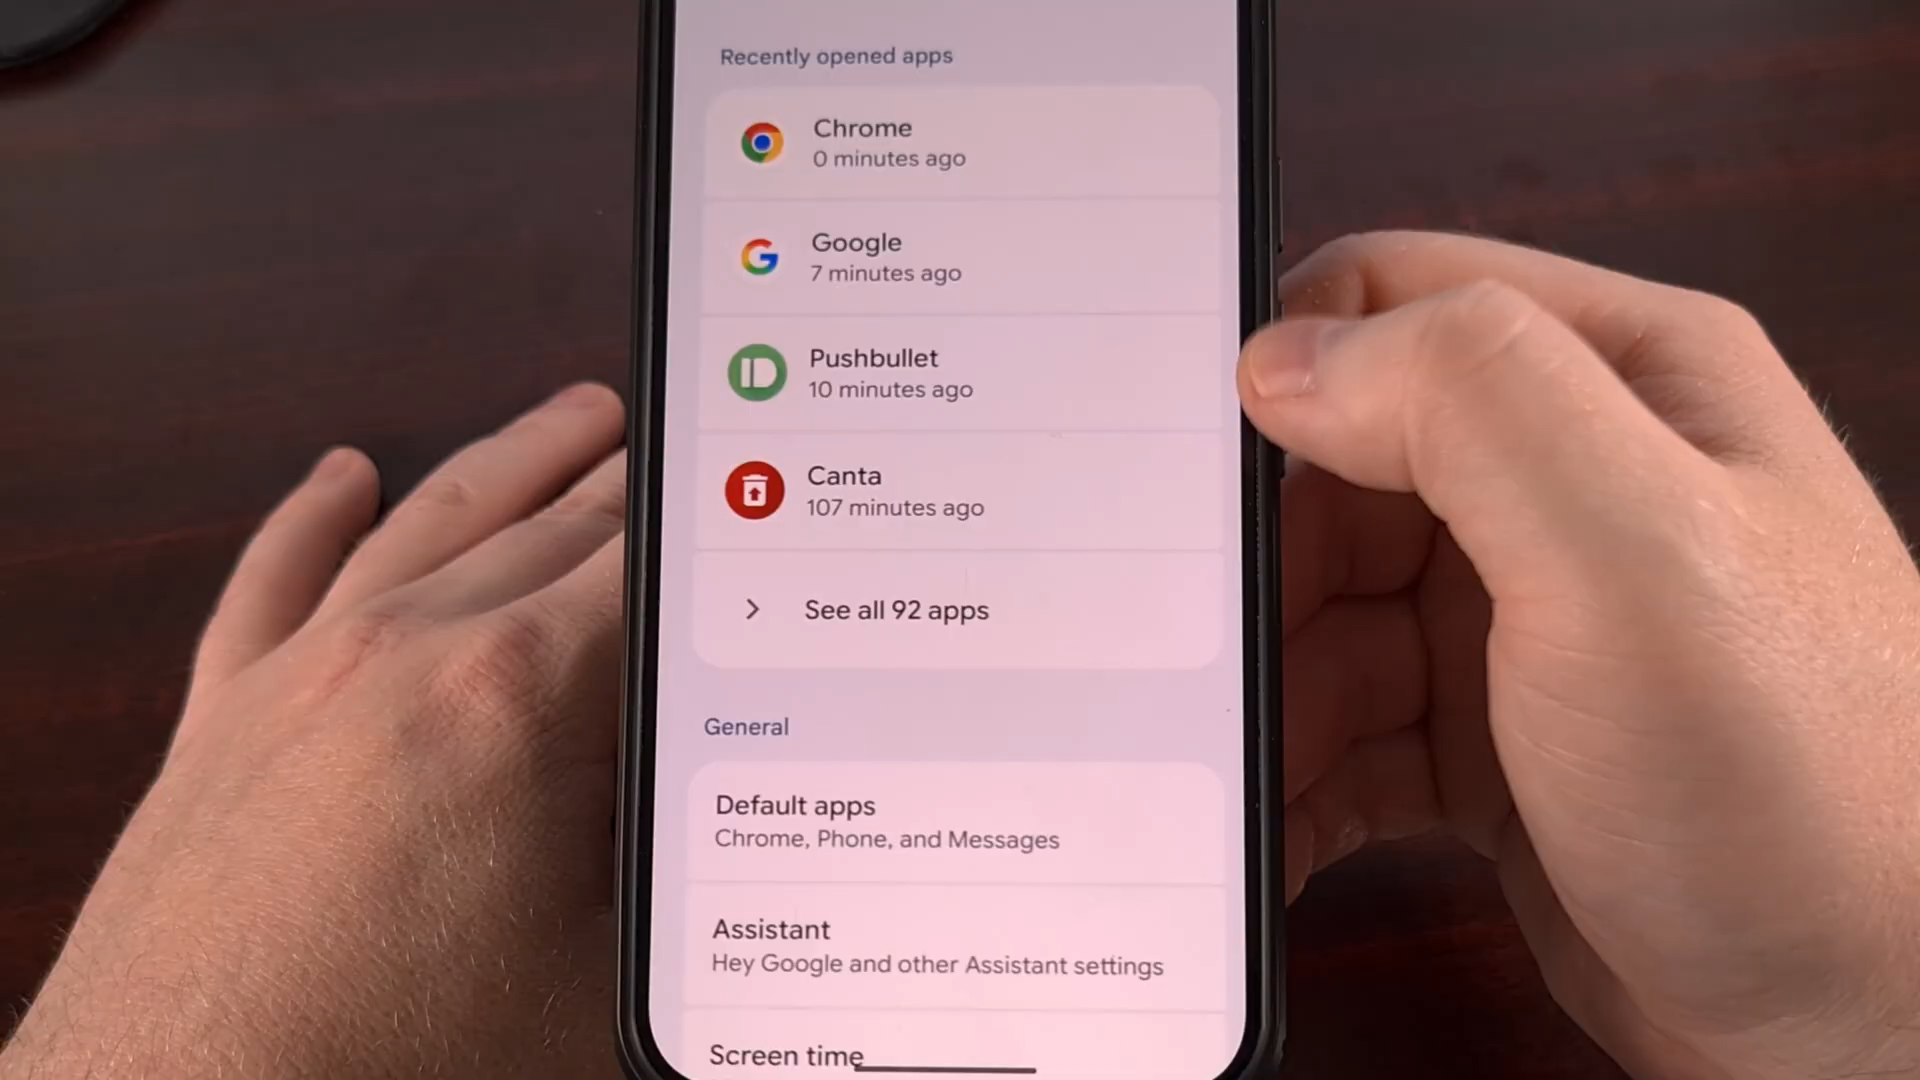 Recently opened apps
Chrome
0 minutes ago
Google
7 minutes ago
Pushbullet
10 minutes ago
Canta
107 minutes ago
See all 92 apps
General
Default apps
Chrome, Phone, and Messages
Assistant
Hey Google and other Assistant settings
Screen time